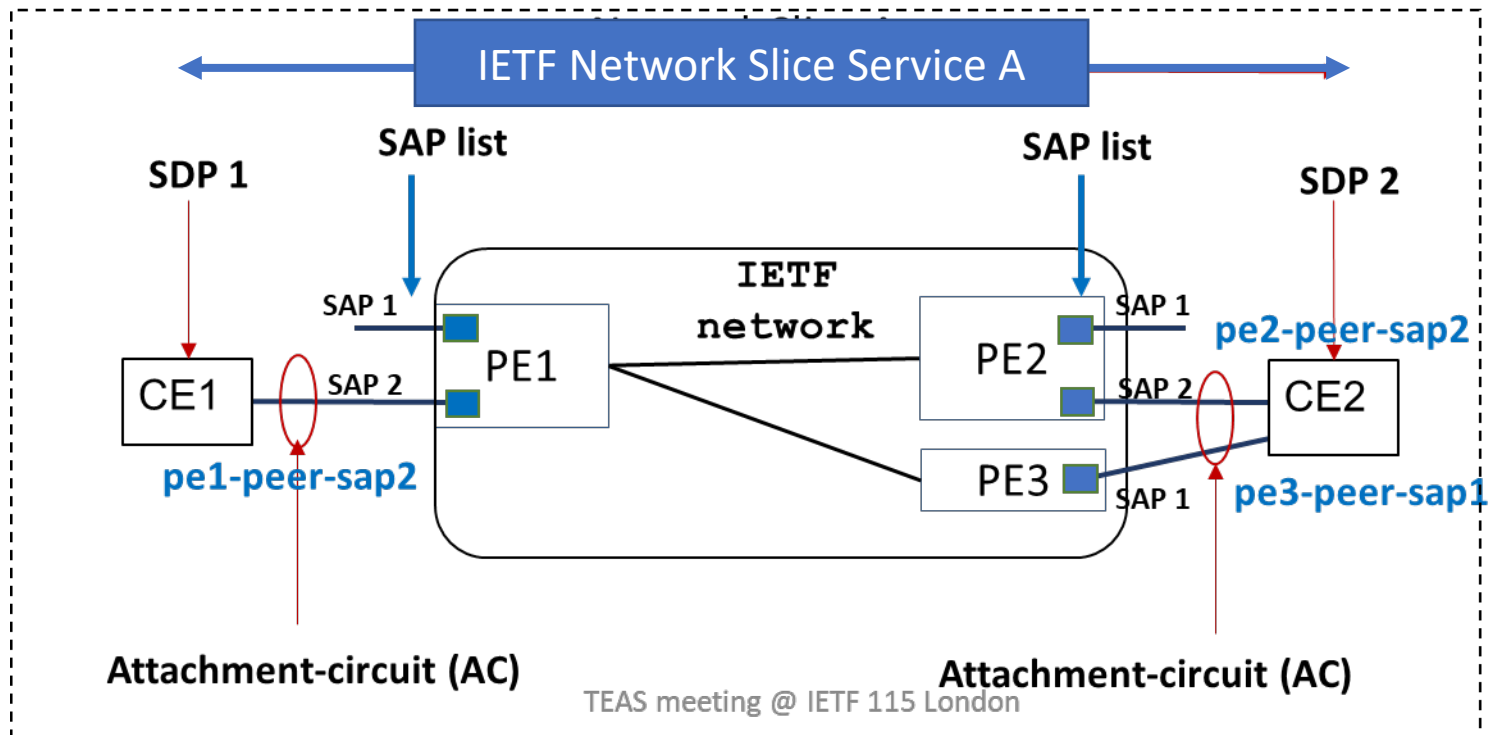 IETF Network Slice Service A
SAP list
SAP list
SDP 1
SDP 2
IETF
network
SAP 1
SAP 1
pe2-peer-sap2
PE1
PE2
CE1
SAP 2
SAP 2
CE2
pe1-peer-sap2
PE3
SAP 1
pe3-peer-sap1
Attachment-circuit (AC)
Attachment-circuit (AC)
TEAS meeting @ IETF 115 London